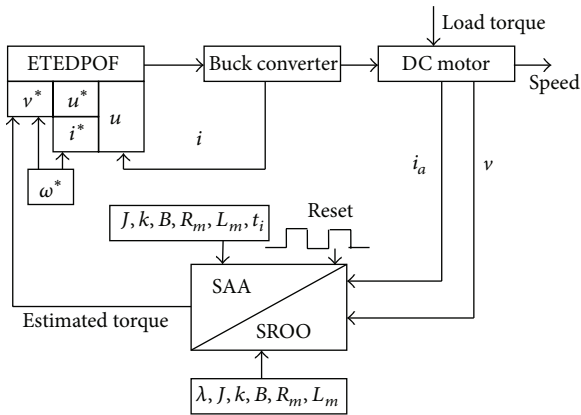 Load torque
ETEDPOF
Buck converter
DC motor
Speed
v*
u*
u
i*
i
i_a
v
ω*
Reset
J, k, B, R_m, L_m, t_i
SAA
SROO
Estimated torque
λ, J, k, B, R_m, L_m